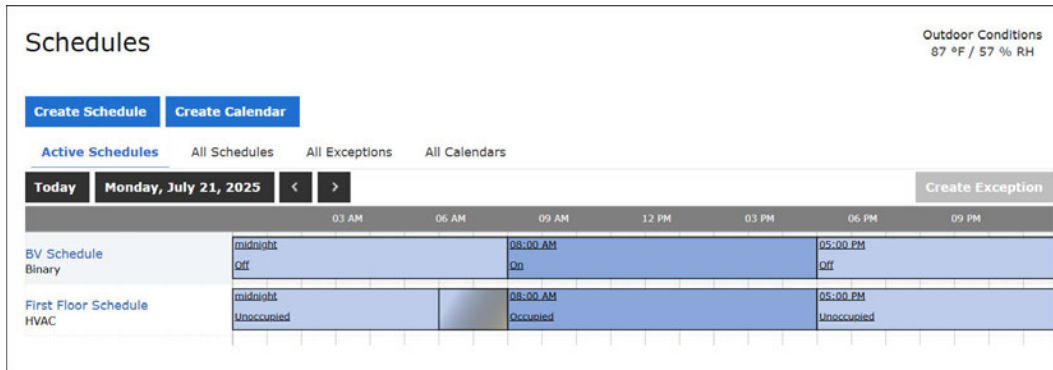 Schedules
Outdoor Conditions
87 °F / 57 % RH
Create Schedule
Create Calendar
Active Schedules
All Schedules
All Exceptions
All Calendars
Today
Monday, July 21, 2025
<
>
Create Exception
03 AM
06 AM
09 AM
12 PM
03 PM
06 PM
09 PM
BV Schedule
Binary
midnight
Off
08:00 AM
On
05:00 PM
Off
First Floor Schedule
HVAC
midnight
Unoccupied
08:00 AM
Occupied
05:00 PM
Unoccupied